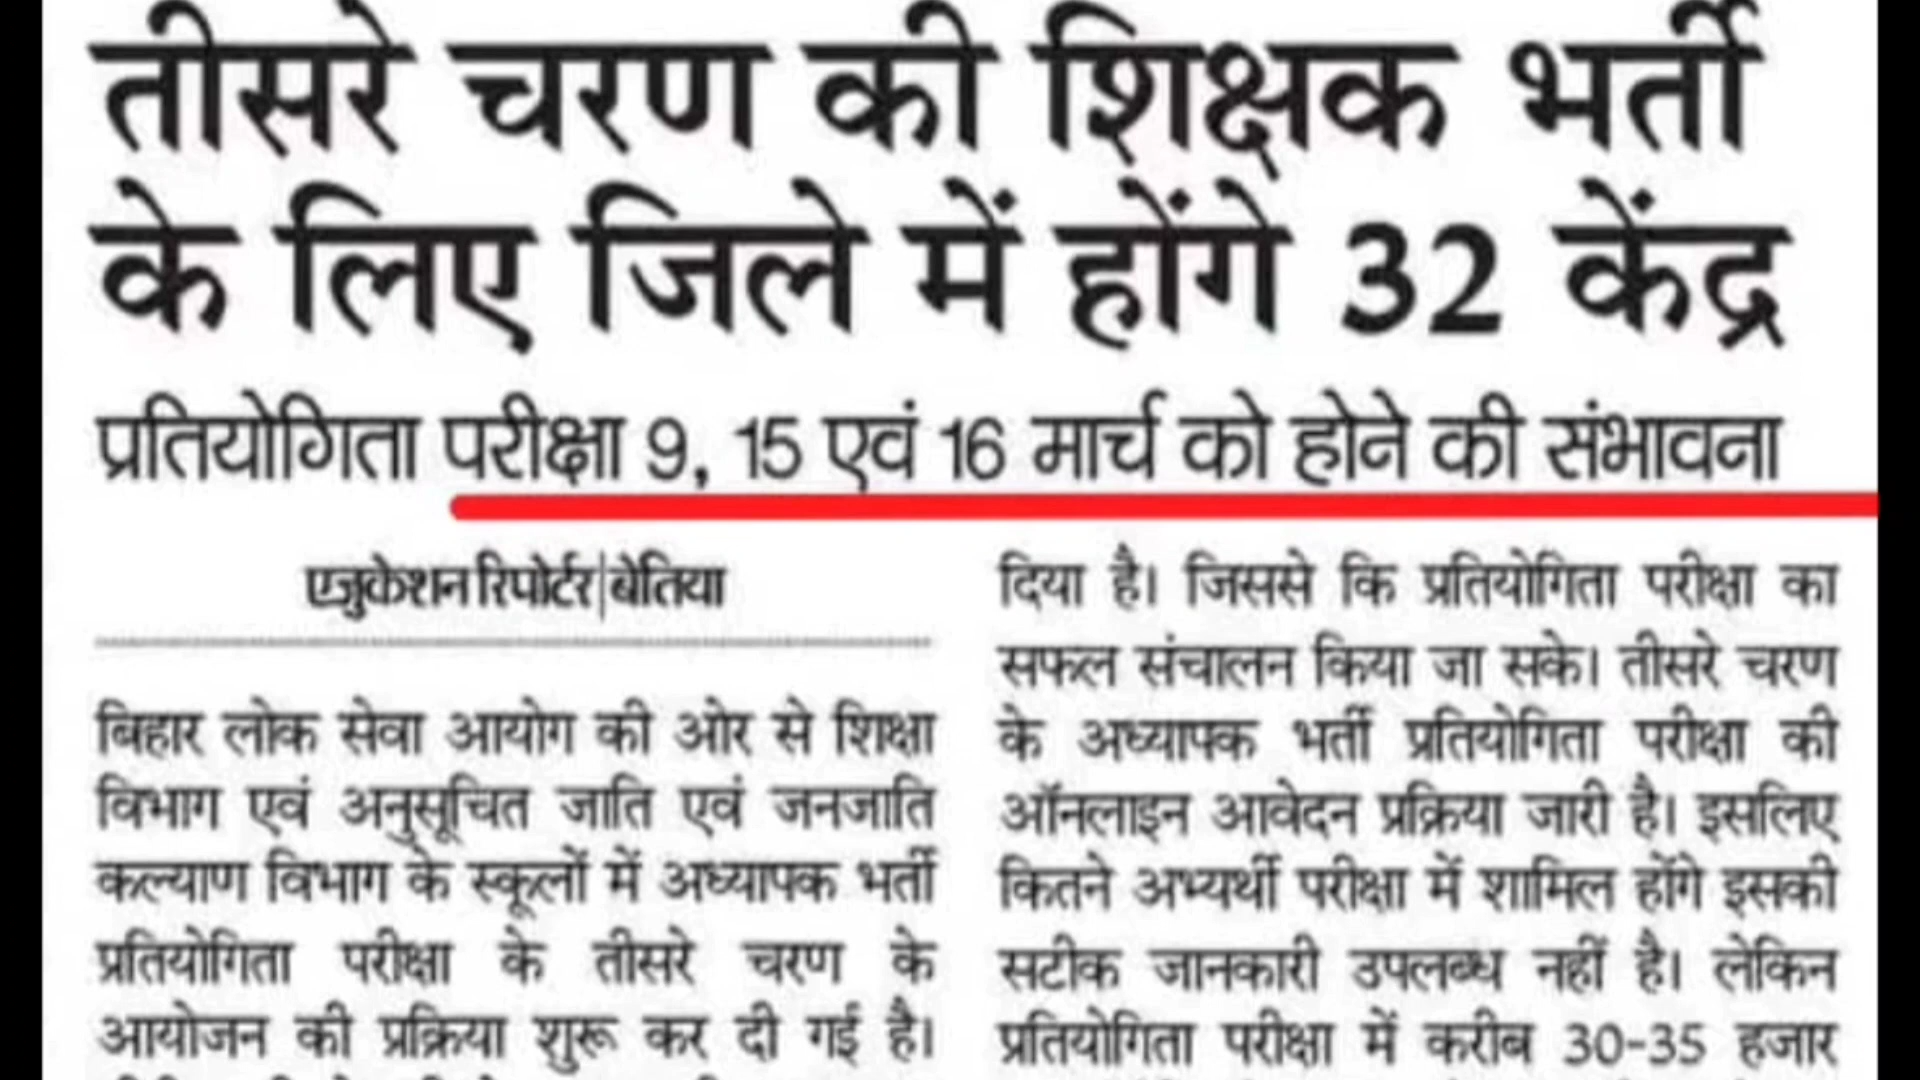 तीसरे चरण की शिक्षक भर्ती
के लिए जिले में होंगे 32 केंद्र
प्रतियोगिता परीक्षा 9, 15 एवं 16 मार्च को होने की संभावना
एजुकेशन रिपोर्टर|बेतिया
बिहार लोक सेवा आयोग की ओर से शिक्षा
विभाग एवं अनुसूचित जाति एवं जनजाति
कल्याण विभाग के स्कूलों में अध्यापक भर्ती
प्रतियोगिता परीक्षा के तीसरे चरण के
आयोजन की प्रक्रिया शुरू कर दी गई है।
दिया है। जिससे कि प्रतियोगिता परीक्षा का
सफल संचालन किया जा सके। तीसरे चरण
के अध्यापक भर्ती प्रतियोगिता परीक्षा की
ऑनलाइन आवेदन प्रक्रिया जारी है। इसलिए
कितने अभ्यर्थी परीक्षा में शामिल होंगे इसकी
सटीक जानकारी उपलब्ध नहीं है। लेकिन
प्रतियोगिता परीक्षा में करीब 30-35 हजार